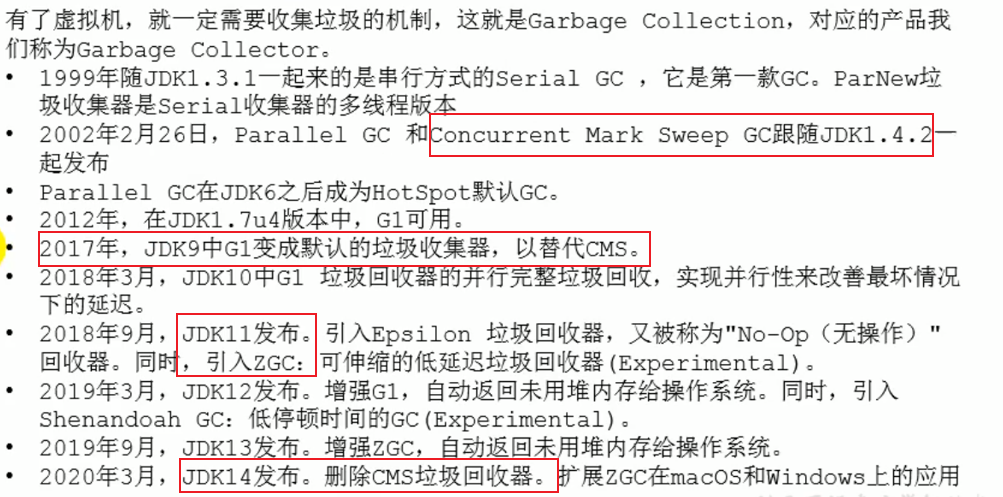 有了虚拟机，就一定需要收集垃圾的机制，这就是Garbage Collection，对应的产品我
们称为Garbage Collector。
• 1999年随JDK1.3.1一起来的是串行方式的Serial GC ，它是第一款GC。ParNew垃
圾收集器是Serial收集器的多线程版本
• 2002年2月26日，Parallel GC 和Concurrent Mark Sweep GC跟随JDK1.4.2一
起发布
• Parallel GC在JDK6之后成为HotSpot默认GC。
• 2012年，在JDK1.7u4版本中，G1可用。
• 2017年，JDK9中G1变成默认的垃圾收集器，以替代CMS。
• 2018年3月，JDK10中G1 垃圾回收器的并行完整垃圾回收，实现并行性来改善最坏情况
下的延迟。
• 2018年9月，JDK11发布。引入Epsilon 垃圾回收器，又被称为"No-Op（无操作）"
回收器。同时，引入ZGC：可伸缩的低延迟垃圾回收器(Experimental)。
• 2019年3月，JDK12发布。增强G1，自动返回未用堆内存给操作系统。同时，引入
Shenandoah GC：低停顿时间的GC(Experimental)。
• 2019年9月，JDK13发布。增强ZGC，自动返回未用堆内存给操作系统。
• 2020年3月，JDK14发布。删除CMS垃圾回收器。扩展ZGC在macOS和Windows上的应用